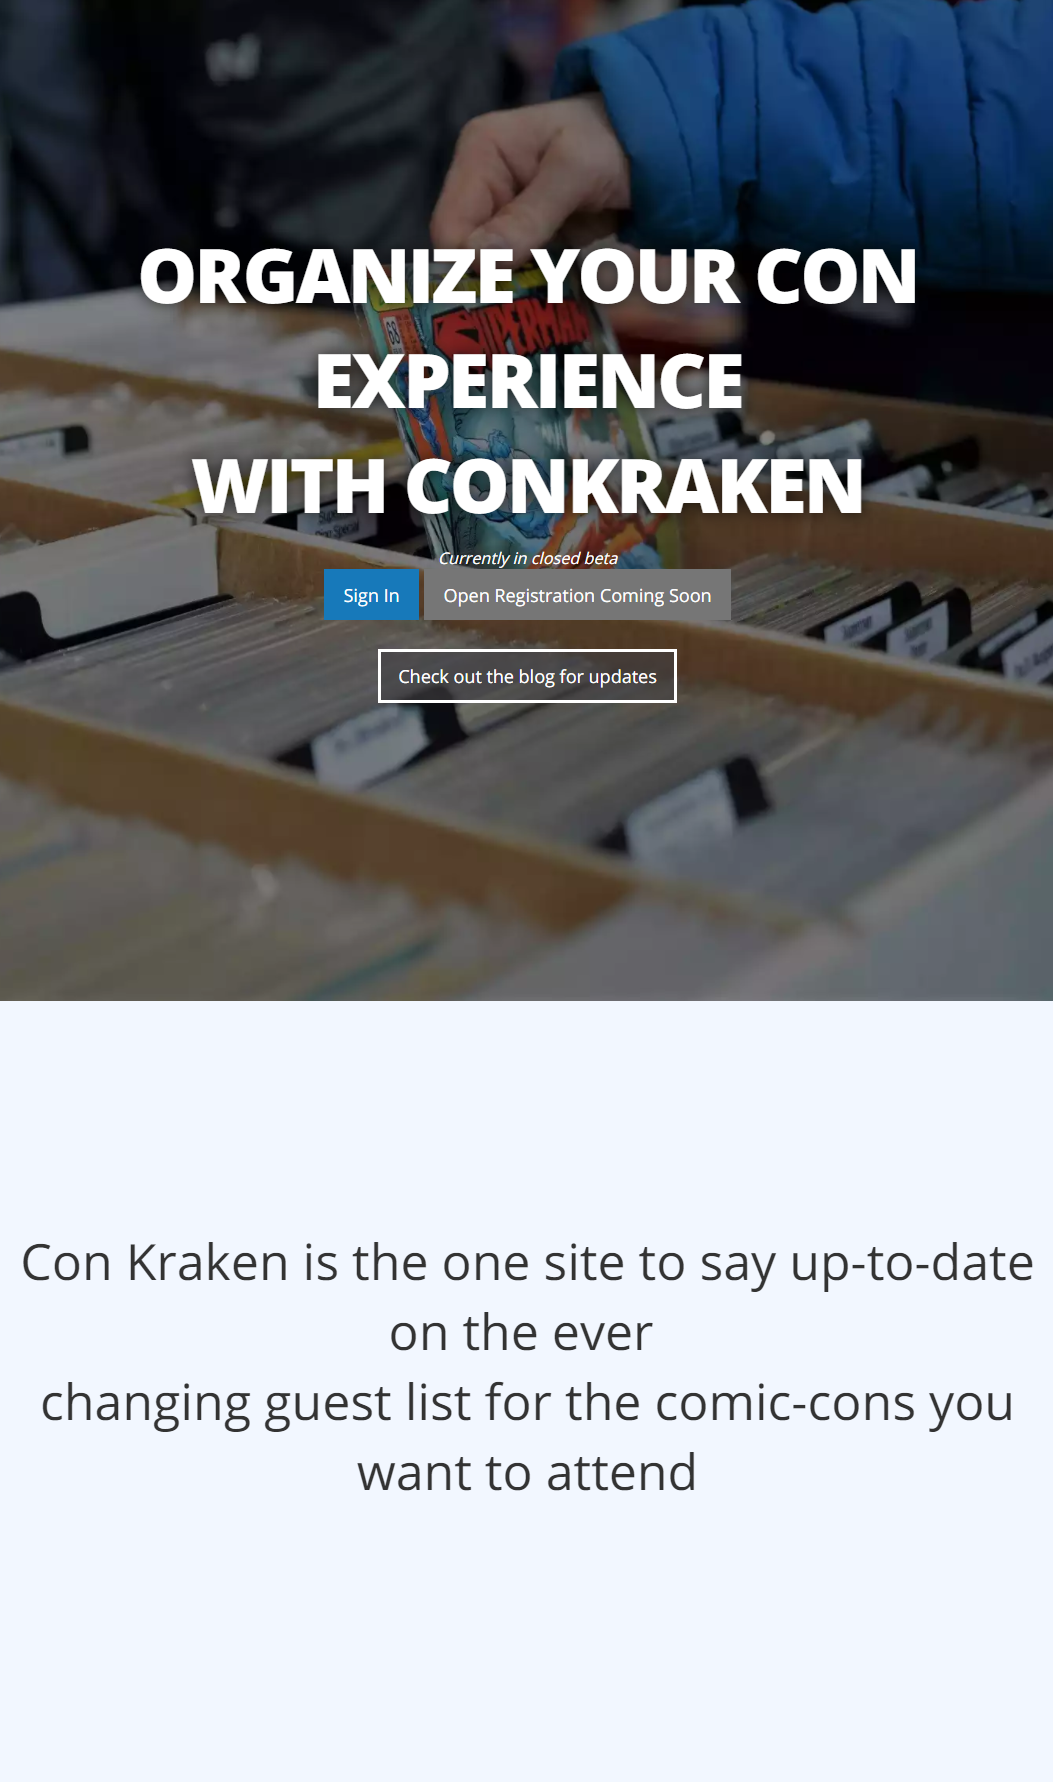 ORGANIZE YOUR CON
EXPERIENCE
WITH CONKRAKEN
68
SUPERMAN
Currently in closed beta
Sign In
Open Registration Coming Soon
Check out the blog for updates
Con Kraken is the one site to say up-to-date
on the ever
changing guest list for the comic-cons you
want to attend